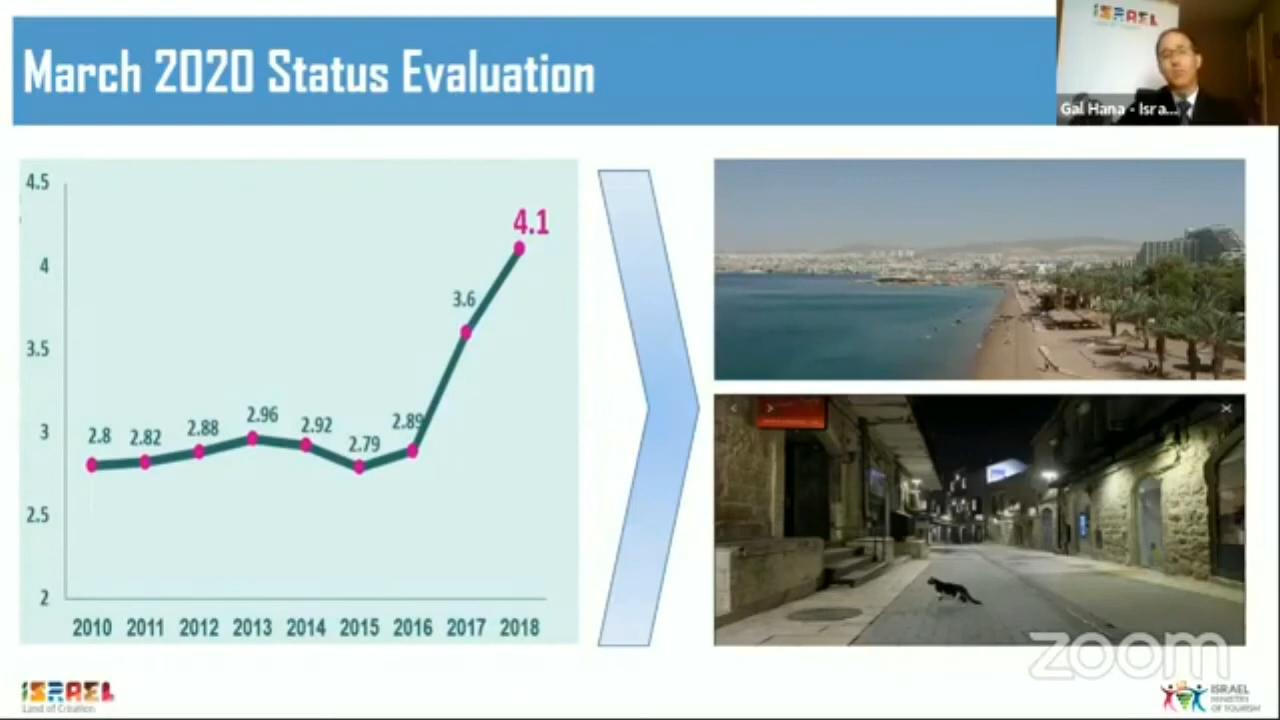 March 2020 Status Evaluation
ISRAEL
Gal Hana - Isra...
4.5
4
3.5
3
2.5
2
2.8
2.82
2.88
2.96
2.92
2.79
2.89
3.6
4.1
2010 2011 2012 2013 2014 2015 2016 2017 2018
zoom
ISRAEL
Land of Creation
ISRAEL
MINISTRY
OF TOURISM